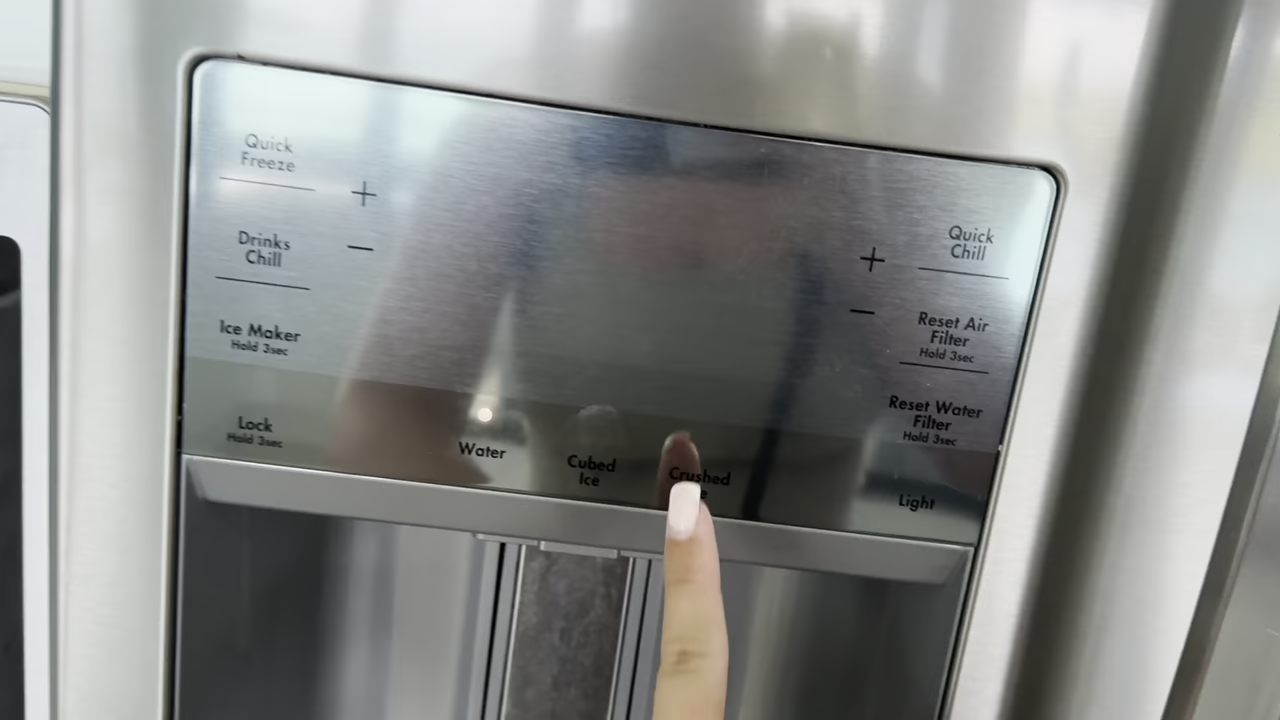 Quick
Freeze
+
Drinks
Chill
−
Ice Maker
Hold 3sec
Lock
Hold 3sec
Water
Cubed
Ice
Crushed
Quick
Chill
+
Reset Air
Filter
Hold 3sec
−
Reset Water
Filter
Hold 3sec
Light